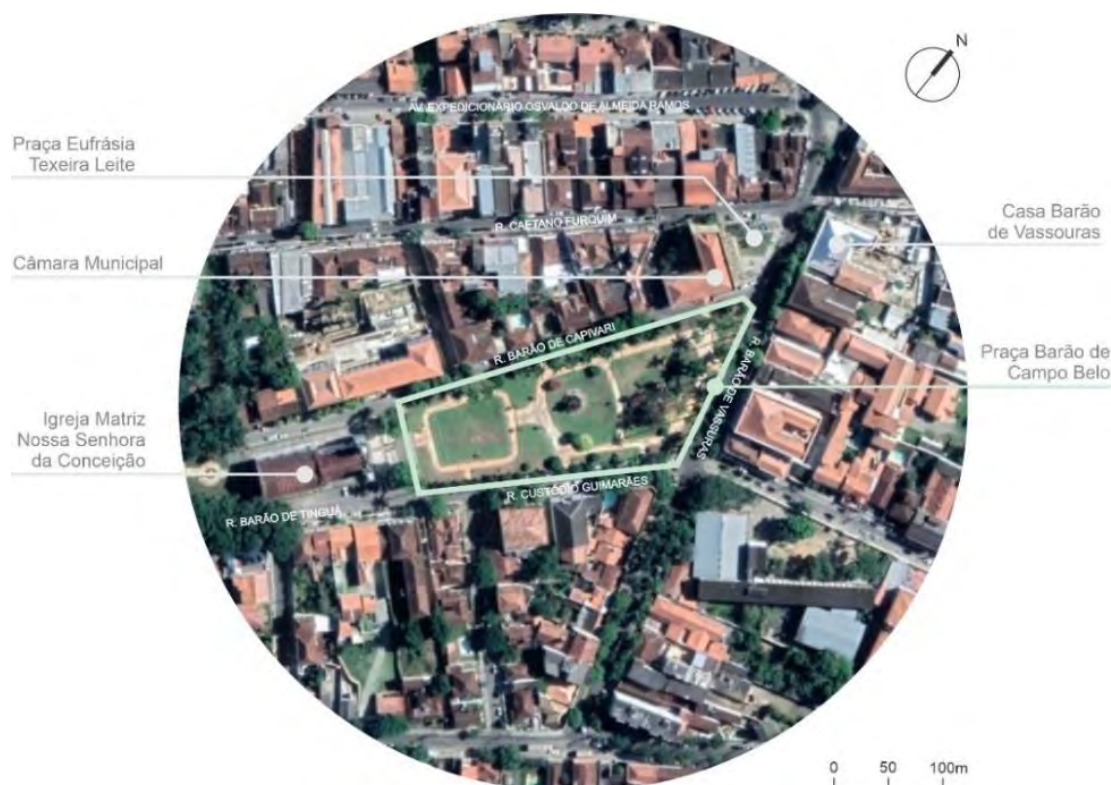 N
AV. EXPEDICIONÁRIO OSVALDO DE ALMEIDA RAMOS
Praça Eufrásia
Texeira Leite
R. CAETANO FURQUIM
Casa Barão
de Vassouras
Câmara Municipal
R. BARÃO DE CAPIVARI
R. BARÃO DE VASSURAS
Praça Barão de
Campo Belo
Igreja Matriz
Nossa Senhora
da Conceição
R. CUSTÓDIO GUIMARÃES
R. BARÃO DE TINGUÁ
0 50 100m